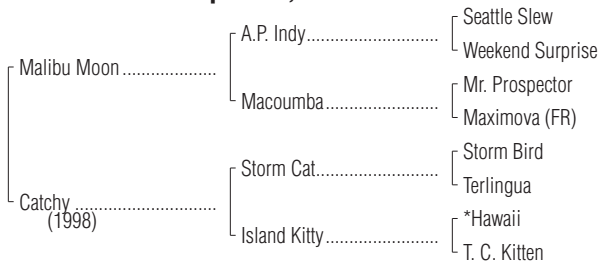 Seattle Slew
A.P. Indy....................................
Weekend Surprise
Malibu Moon ...................
Mr. Prospector
Macoumba ...............................
Maximova (FR)
Storm Bird
Storm Cat.................................
Terlingua
Catchy .............................
(1998)
*Hawaii
Island Kitty..............................
T. C. Kitten